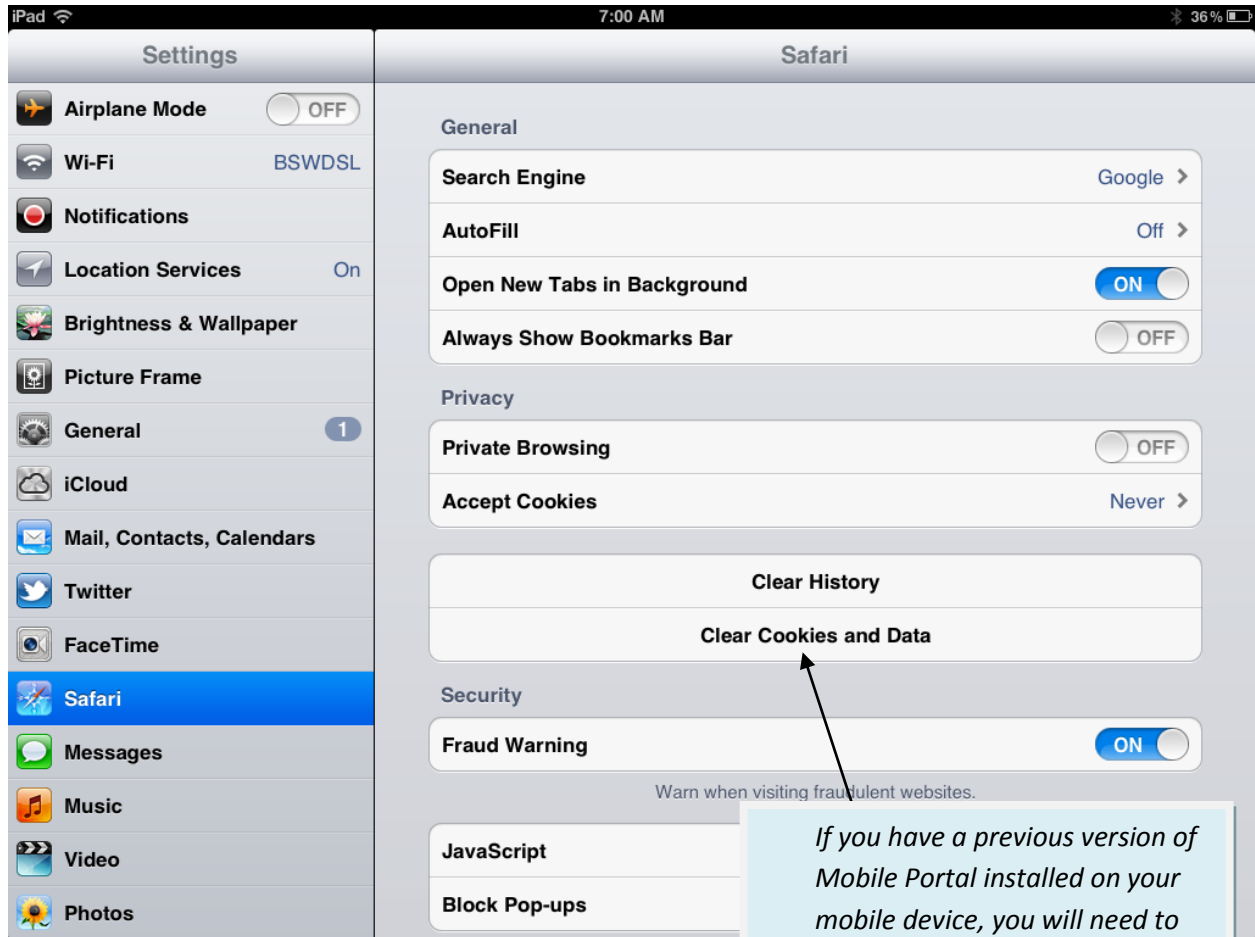 iPad 7:00 AM 36%
Settings
Airplane Mode OFF
Wi-Fi BSWDSL
Notifications
Location Services On
Brightness & Wallpaper
Picture Frame
General 1
iCloud
Mail, Contacts, Calendars
Twitter
FaceTime
Safari
Messages
Music
Video
Photos
Safari
General
Search Engine Google
AutoFill Off
Open New Tabs in Background ON
Always Show Bookmarks Bar OFF
Privacy
Private Browsing OFF
Accept Cookies Never
Clear History
Clear Cookies and Data
Security
Fraud Warning ON
Warn when visiting fraudulent websites.
JavaScript
Block Pop-ups
If you have a previous version of
Mobile Portal installed on your
mobile device, you will need to